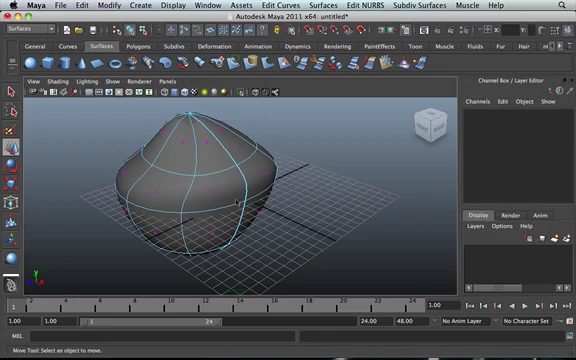 Maya File Edit Modify Create Display Window Assets Edit Curves Surfaces Edit NURBS Subdiv Surfaces Muscle Help
Autodesk Maya 2011 x64: untitled*
Surfaces X: Y:
General Curves Surfaces Polygons Subdivs Deformation Animation Dynamics Rendering PaintEffects Toon Muscle Fluids Fur Hair
View Shading Lighting Show Renderer Panels
Channel Box / Layer Editor
Channels Edit Object Show
FRONT RIGHT
Display Render Anim
Layers Options Help
y
x
1 2 4 6 8 10 12 14 16 18 20 22 24 1.00
1.00 1.00 1 24 24.00 48.00 No Anim Layer No Character Set
MEL
Move Tool: Select an object to move.